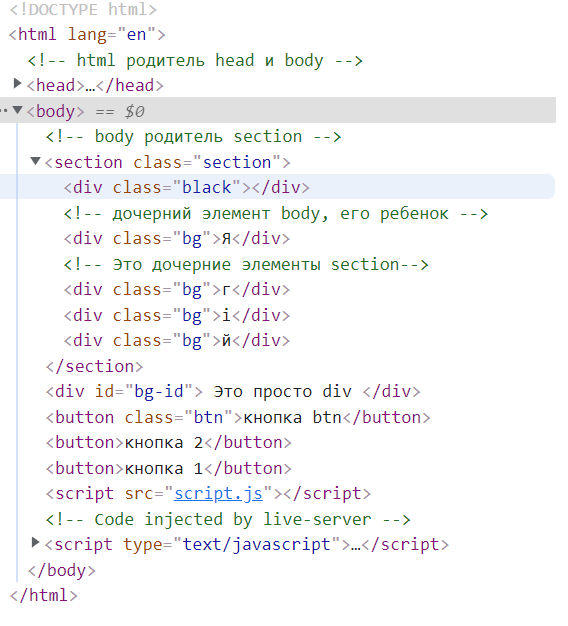 <!DOCTYPE html>
<html lang="en">
<!-- html родитель head и body -->
<head>…</head>
<body> == $0
<!-- body родитель section -->
<section class="section">
<div class="black"></div>
<!-- дочерний элемент body, его ребенок -->
<div class="bg">Я</div>
<!-- Это дочерние элементы section-->
<div class="bg">г</div>
<div class="bg">і</div>
<div class="bg">й</div>
</section>
<div id="bg-id"> Это просто div </div>
<button class="btn">кнопка btn</button>
<button>кнопка 2</button>
<button>кнопка 1</button>
<script src="script.js"></script>
<!-- Code injected by live-server -->
<script type="text/javascript">…</script>
</body>
</html>